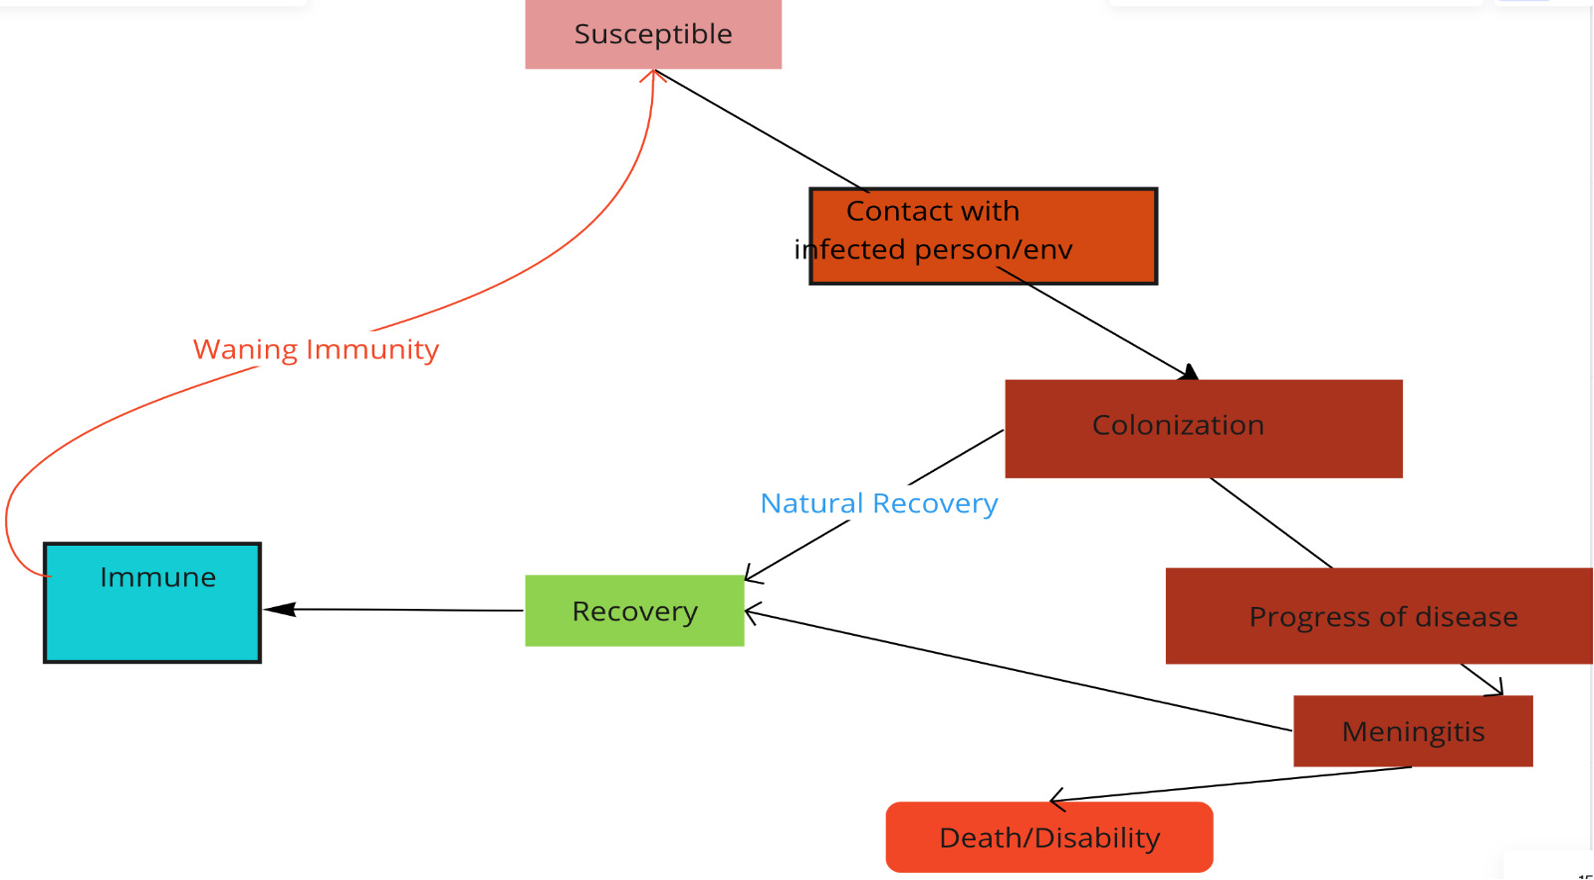 Susceptible
Contact with
infected person/env
Waning Immunity
Colonization
Natural Recovery
Immune
Recovery
Progress of disease
Meningitis
Death/Disability